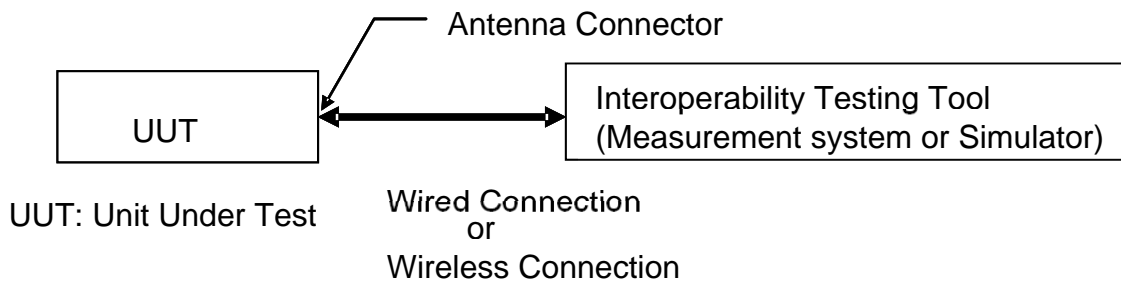 Antenna Connector
UUT
Interoperability Testing Tool
(Measurement system or Simulator)
UUT: Unit Under Test
Wired Connection
or
Wireless Connection